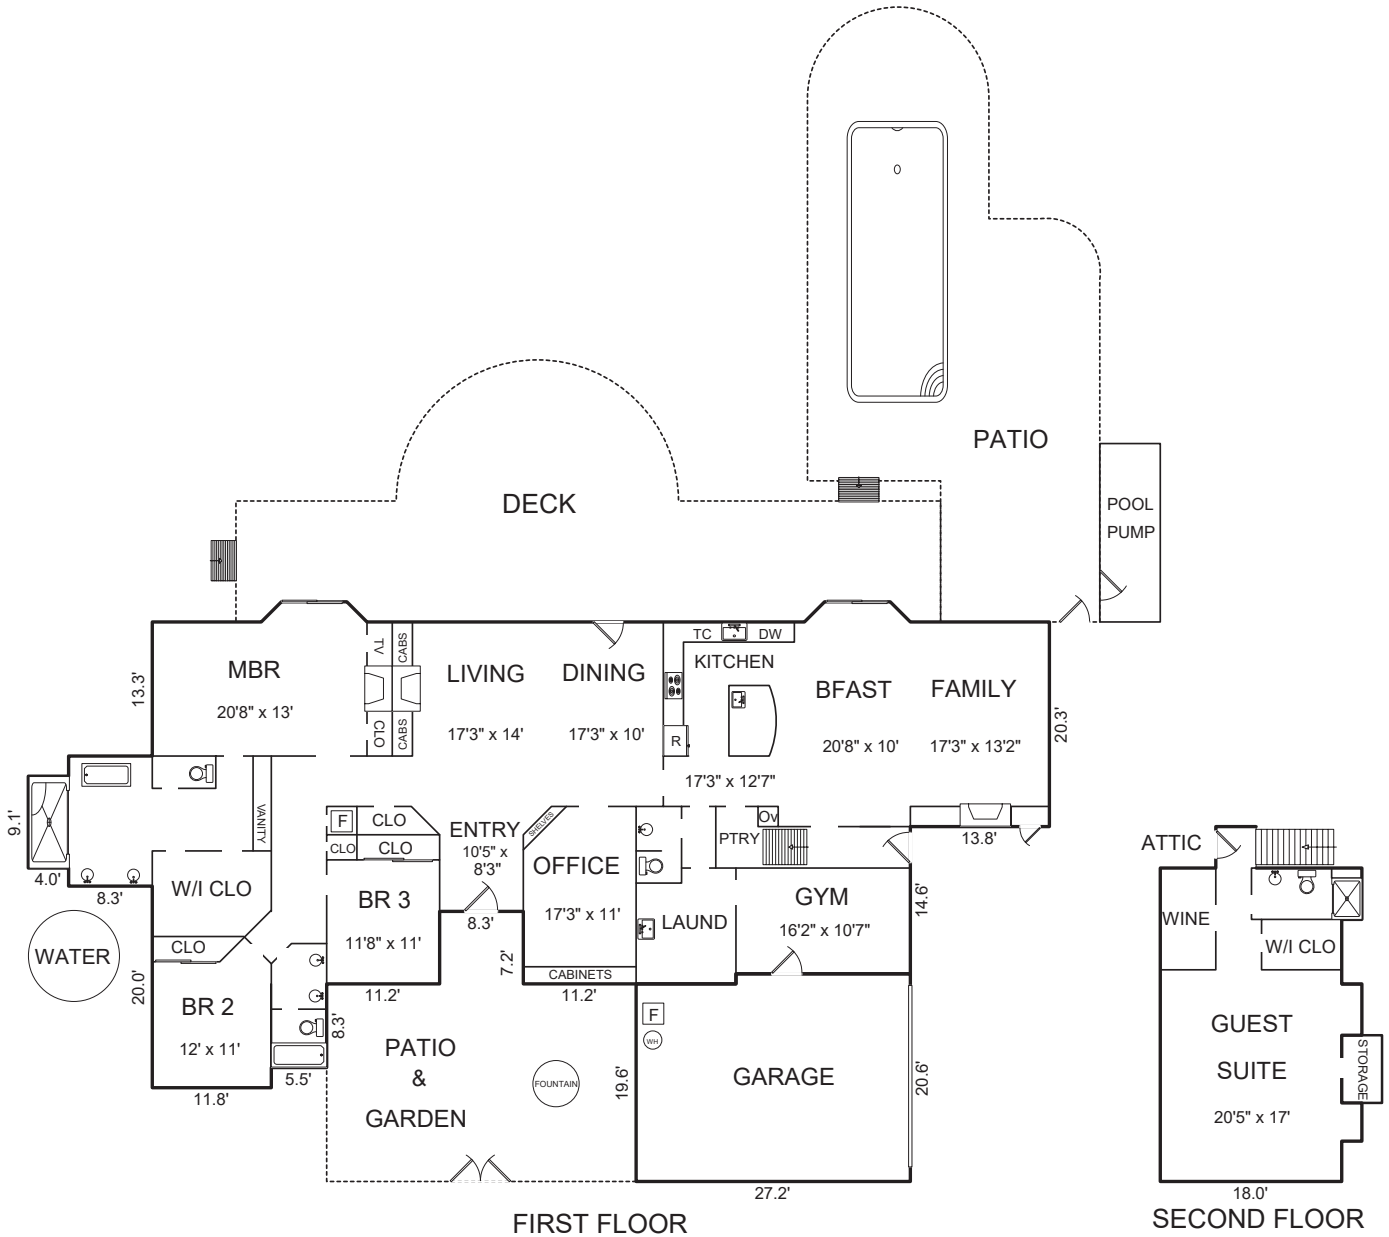 PATIO
DECK
POOL
PUMP
MBR
20'8" x 13'
13.3'
TV
CABS
CLO
CABS
LIVING
17'3" x 14'
DINING
17'3" x 10'
TC
DW
KITCHEN
R
17'3" x 12'7"
BFAST
20'8" x 10'
FAMILY
17'3" x 13'2"
20.3'
13.8'
9.1'
4.0'
8.3'
VANITY
W/I CLO
CLO
WATER
20.0'
BR 2
12' x 11'
11.8'
5.5'
8.3'
F
CLO
CLO
CLO
BR 3
11'8" x 11'
11.2'
ENTRY
10'5" x
8'3"
8.3'
7.2'
SHELVES
OFFICE
17'3" x 11'
CABINETS
11.2'
Ov
PTRY
LAUND
GYM
16'2" x 10'7"
14.6'
PATIO
&
GARDEN
FOUNTAIN
19.6'
F
WH
GARAGE
20.6'
27.2'
FIRST FLOOR
ATTIC
WINE
W/I CLO
GUEST
SUITE
20'5" x 17'
STORAGE
18.0'
SECOND FLOOR